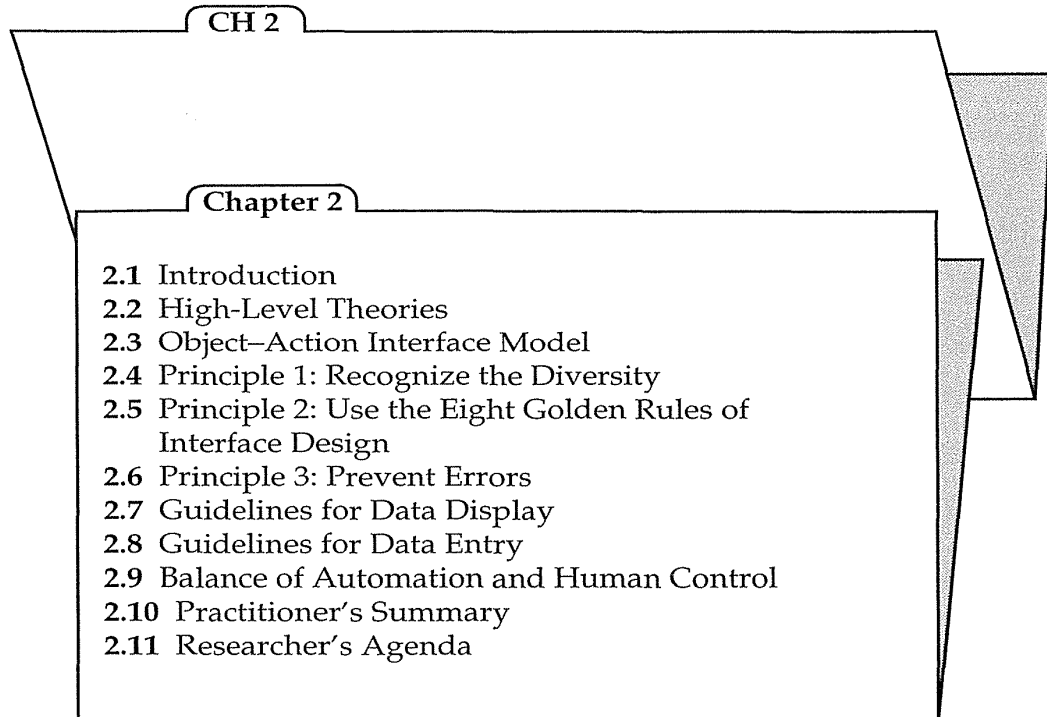 CH 2
Chapter 2
2.1 Introduction
2.2 High-Level Theories
2.3 Object–Action Interface Model
2.4 Principle 1: Recognize the Diversity
2.5 Principle 2: Use the Eight Golden Rules of
Interface Design
2.6 Principle 3: Prevent Errors
2.7 Guidelines for Data Display
2.8 Guidelines for Data Entry
2.9 Balance of Automation and Human Control
2.10 Practitioner's Summary
2.11 Researcher's Agenda